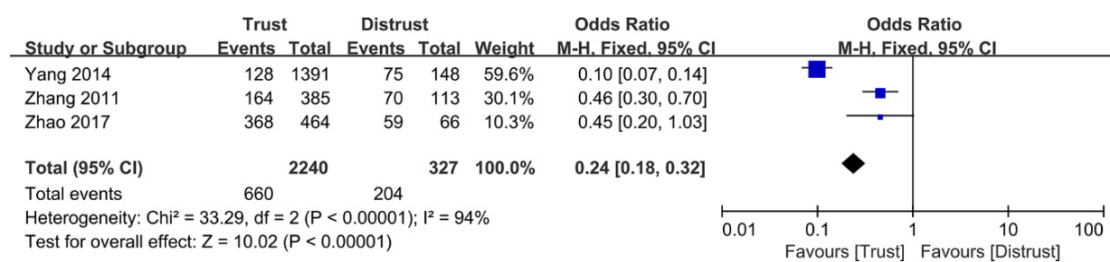 Trust Distrust Odds Ratio Odds Ratio
Study or Subgroup Events Total Events Total Weight M-H, Fixed, 95% CI M-H, Fixed, 95% CI
Yang 2014 128 1391 75 148 59.6% 0.10 [0.07, 0.14]
Zhang 2011 164 385 70 113 30.1% 0.46 [0.30, 0.70]
Zhao 2017 368 464 59 66 10.3% 0.45 [0.20, 1.03]
Total (95% CI) 2240 327 100.0% 0.24 [0.18, 0.32]
Total events 660 204
Heterogeneity: Chi² = 33.29, df = 2 (P < 0.00001); I² = 94%
Test for overall effect: Z = 10.02 (P < 0.00001)
0.01 0.1 1 10 100
Favours [Trust] Favours [Distrust]